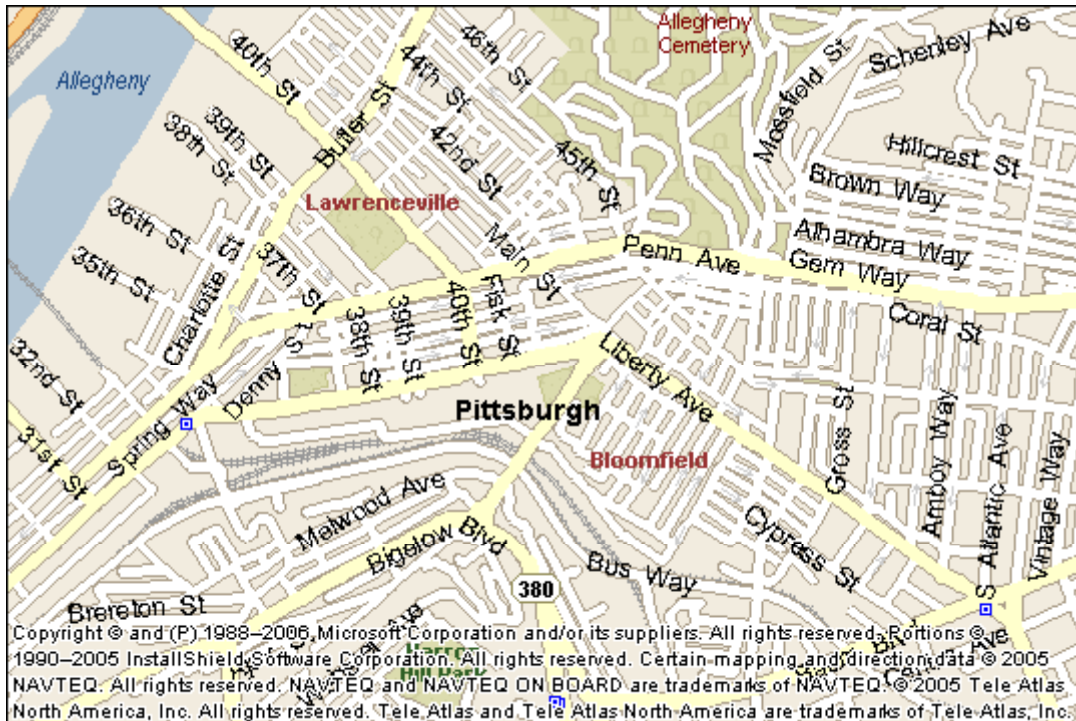 Allegheny
Cemetery
Schenley Ave
Mossfield St
46th St
44th St
40th St
Allegheny
Butler St
39th St
38th St
42nd St
45th St
Hillcrest St
Brown Way
Lawrenceville
36th St
35th St
37th St
Charlotte St
Main St
Penn Ave
Alhambra Way
Gem Way
Coral St
Fisk St
40th St
39th St
38th St
32nd St
31st St
Spring Way
Denny St
Liberty Ave
Pittsburgh
Bloomfield
Gross St
Amboy Way
S Atlantic Ave
Vintage Way
Melwood Ave
Bigelow Blvd
Cypress St
Bus Way
380
Brereton St
Copyright © and (P) 1988–2006 Microsoft Corporation and/or its suppliers. All rights reserved. Portions ©
1990–2005 InstallShield Software Corporation. All rights reserved. Certain mapping and direction data © 2005
NAVTEQ. All rights reserved. NAVTEQ and NAVTEQ ON BOARD are trademarks of NAVTEQ. © 2005 Tele Atlas
North America, Inc. All rights reserved. Tele Atlas and Tele Atlas North America are trademarks of Tele Atlas, Inc.